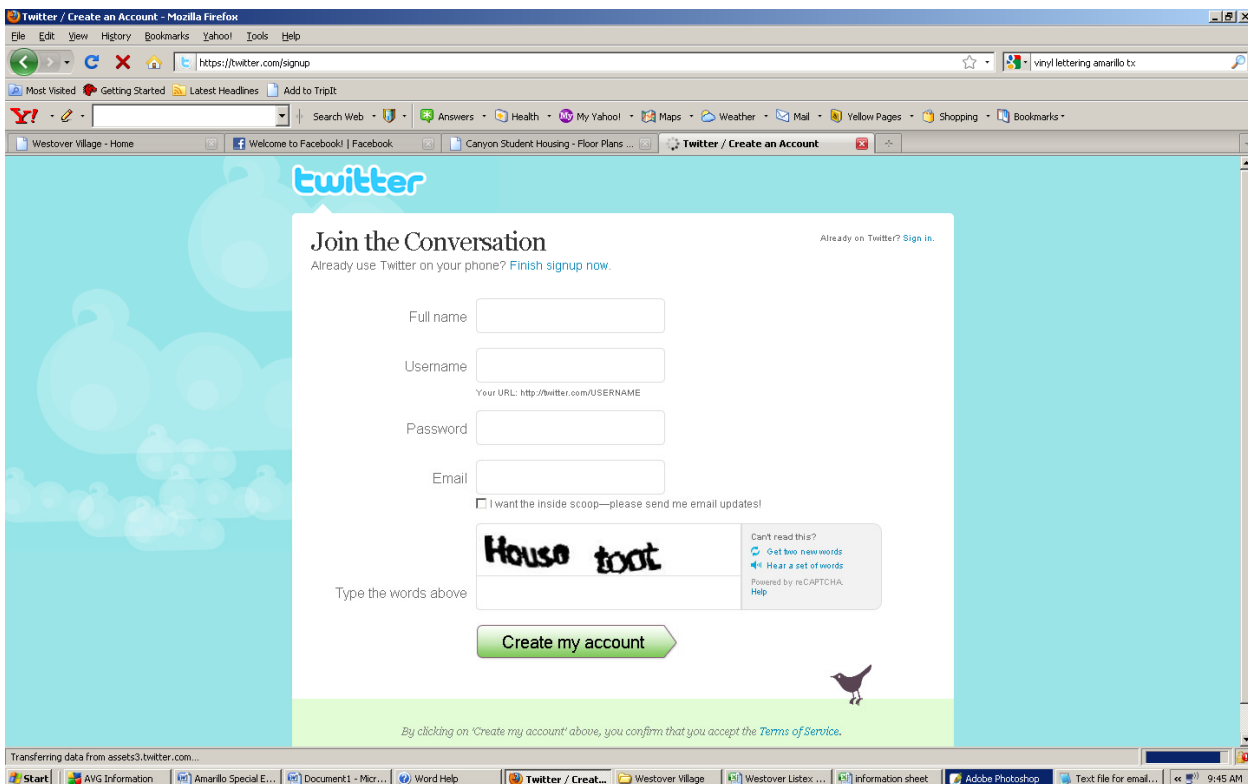 Twitter / Create an Account - Mozilla Firefox
File Edit View History Bookmarks Yahoo! Tools Help
https://twitter.com/signup vinyl lettering amarillo tx
Most Visited Getting Started Latest Headlines Add to TripIt
Y! Search Web Answers Health My My Yahoo! Maps Weather Mail Yellow Pages Shopping Bookmarks
Westover Village - Home Welcome to Facebook! | Facebook Canyon Student Housing - Floor Plans ... Twitter / Create an Account
twitter
Join the Conversation
Already on Twitter? Sign in.
Already use Twitter on your phone? Finish signup now.
Full name
Username
Your URL: http://twitter.com/USERNAME
Password
Email
I want the inside scoop—please send me email updates!
House toot
Can't read this?
Get two new words
Hear a set of words
Powered by reCAPTCHA.
Help
Type the words above
Create my account
By clicking on 'Create my account' above, you confirm that you accept the Terms of Service.
Transferring data from assets3.twitter.com...
Start AVG Information Amarillo Special E... Document1 - Micr... Word Help Twitter / Creat... Westover Village Westover Listex ... information sheet Adobe Photoshop Text file for email... 9:45 AM